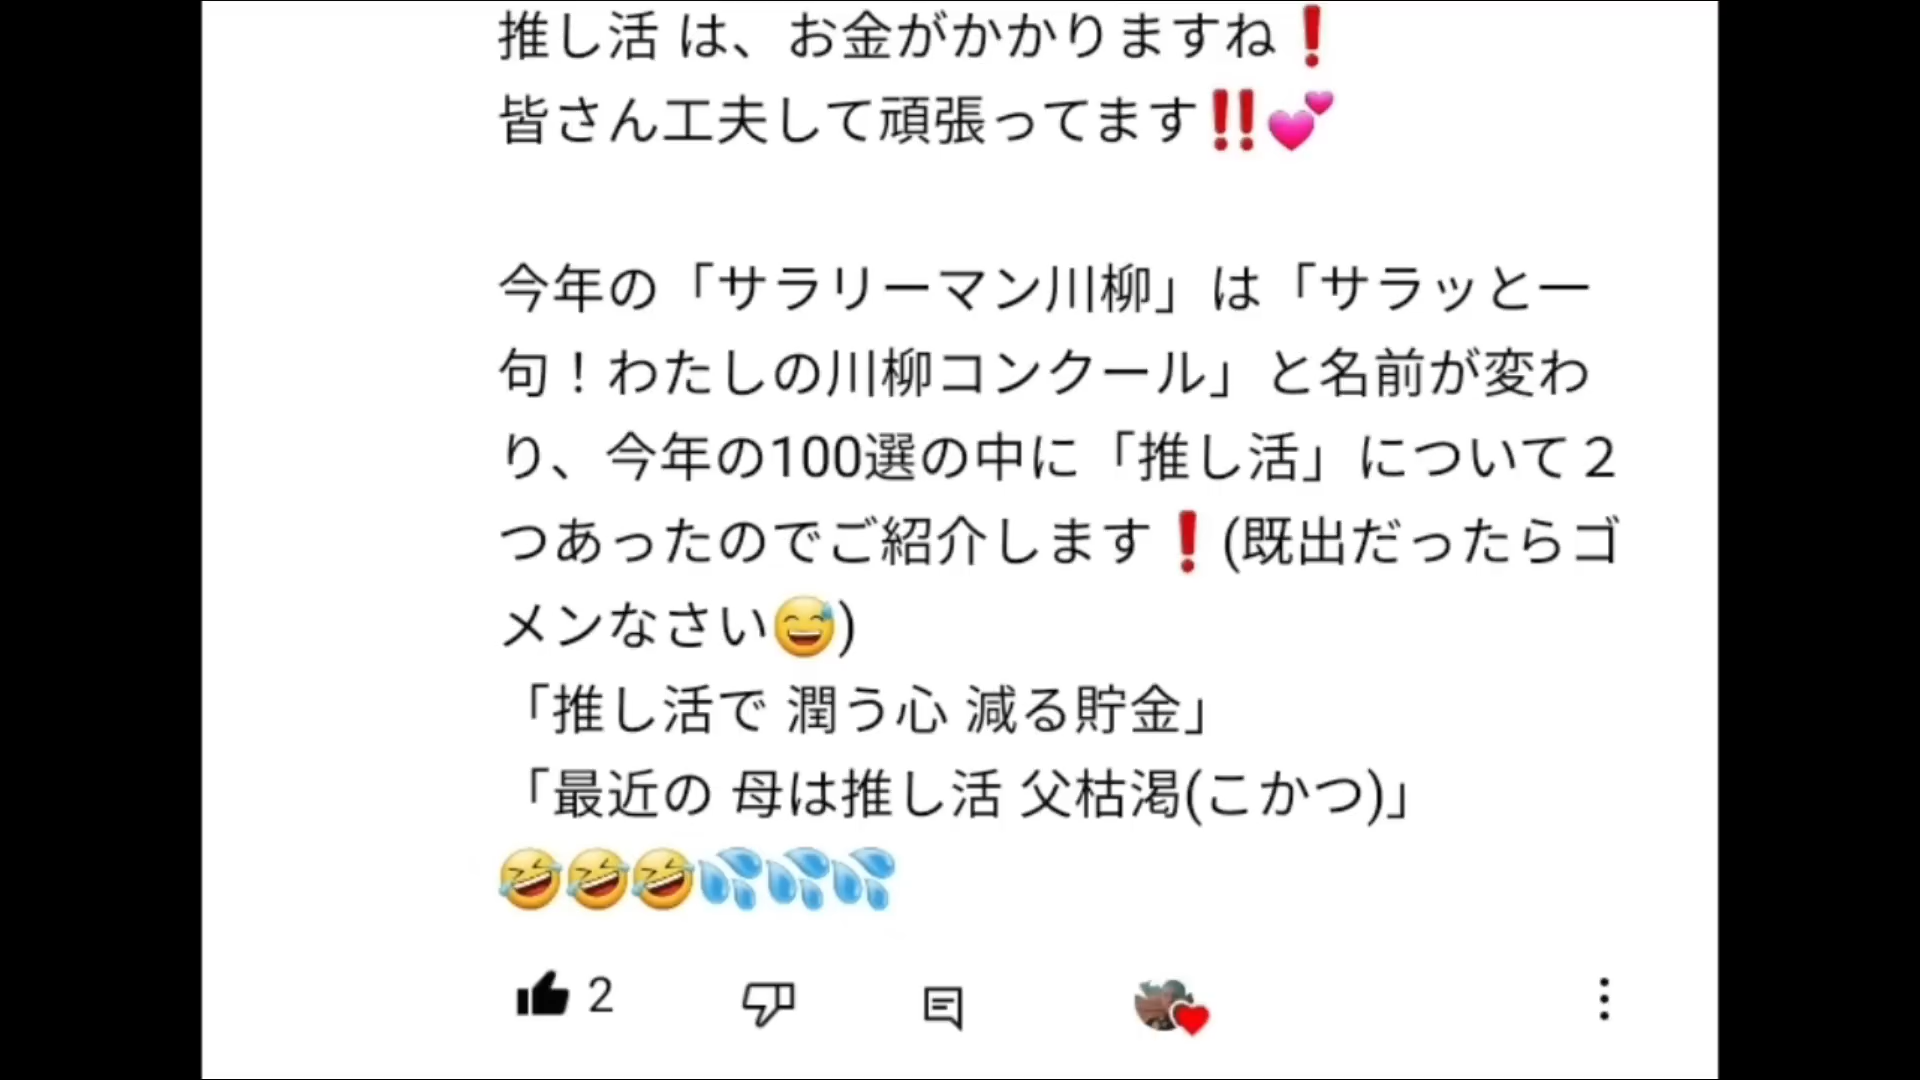 推し活 は、お金がかかりますね❗
皆さん工夫して頑張ってます‼️💕
今年の「サラリーマン川柳」は「サラッと一
句！わたしの川柳コンクール」と名前が変わ
り、今年の100選の中に「推し活」について２
つあったのでご紹介します❗(既出だったらゴ
メンなさい😅)
「推し活で 潤う心 減る貯金」
「最近の 母は推し活 父枯渇(こかつ)」
🤣🤣🤣💦💦💦
2